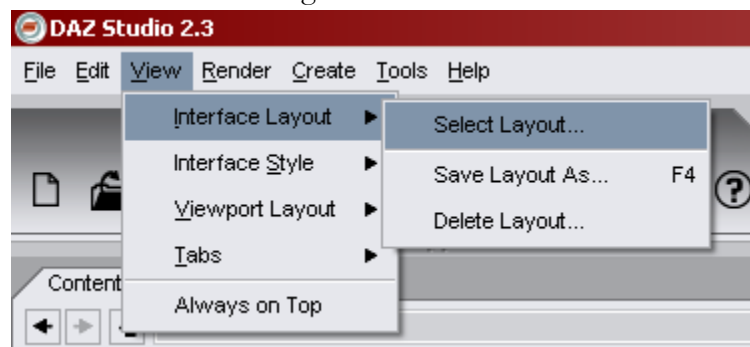 DAZ Studio 2.3
File Edit View Render Create Tools Help
Interface Layout
Select Layout...
Interface Style
Save Layout As... F4
Viewport Layout
Delete Layout...
Tabs
Content
Always on Top